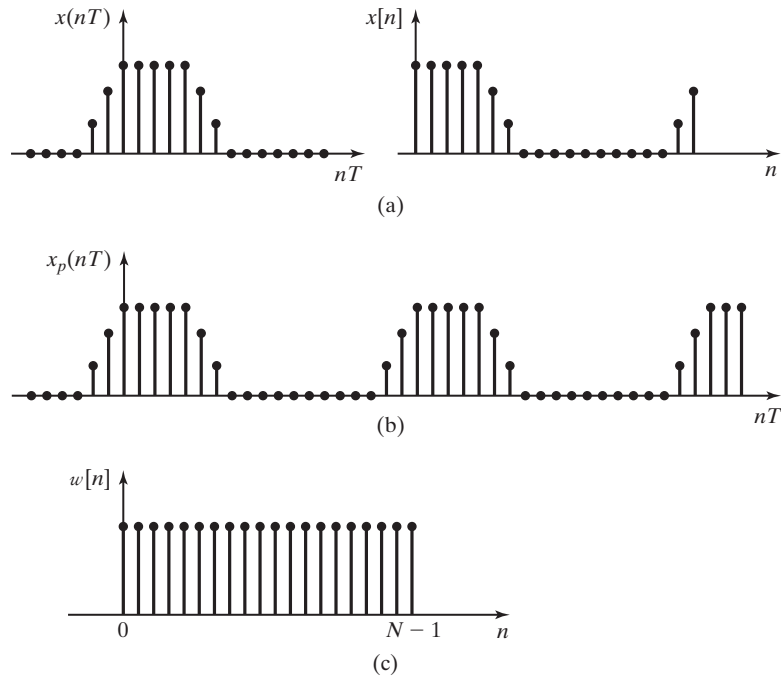 x(nT)
x[n]
nT
n
(a)
x_p(nT)
nT
(b)
w[n]
0
N − 1
n
(c)